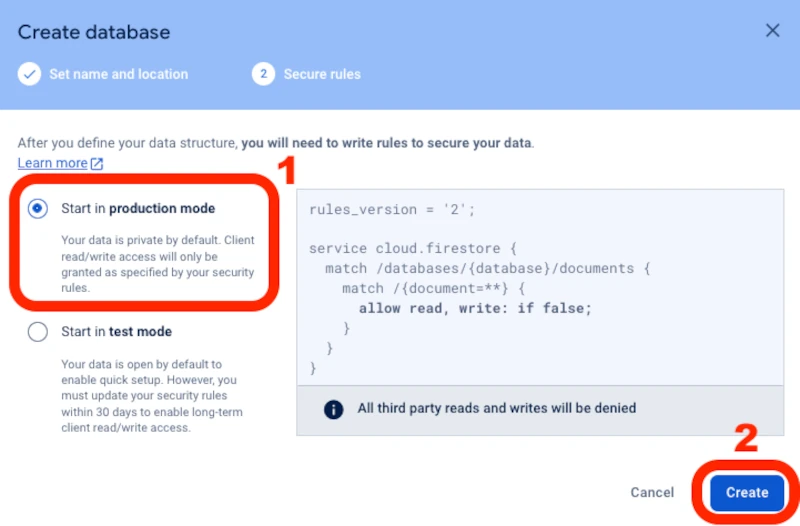 Create database
Set name and location
2 Secure rules
After you define your data structure, you will need to write rules to secure your data.
Learn more
1
Start in production mode
Your data is private by default. Client
read/write access will only be
granted as specified by your security
rules.
Start in test mode
Your data is open by default to
enable quick setup. However, you
must update your security rules
within 30 days to enable long-term
client read/write access.
rules_version = '2';
service cloud.firestore {
  match /databases/{database}/documents {
    match /{document=**} {
      allow read, write: if false;
    }
  }
}
All third party reads and writes will be denied
2
Cancel
Create